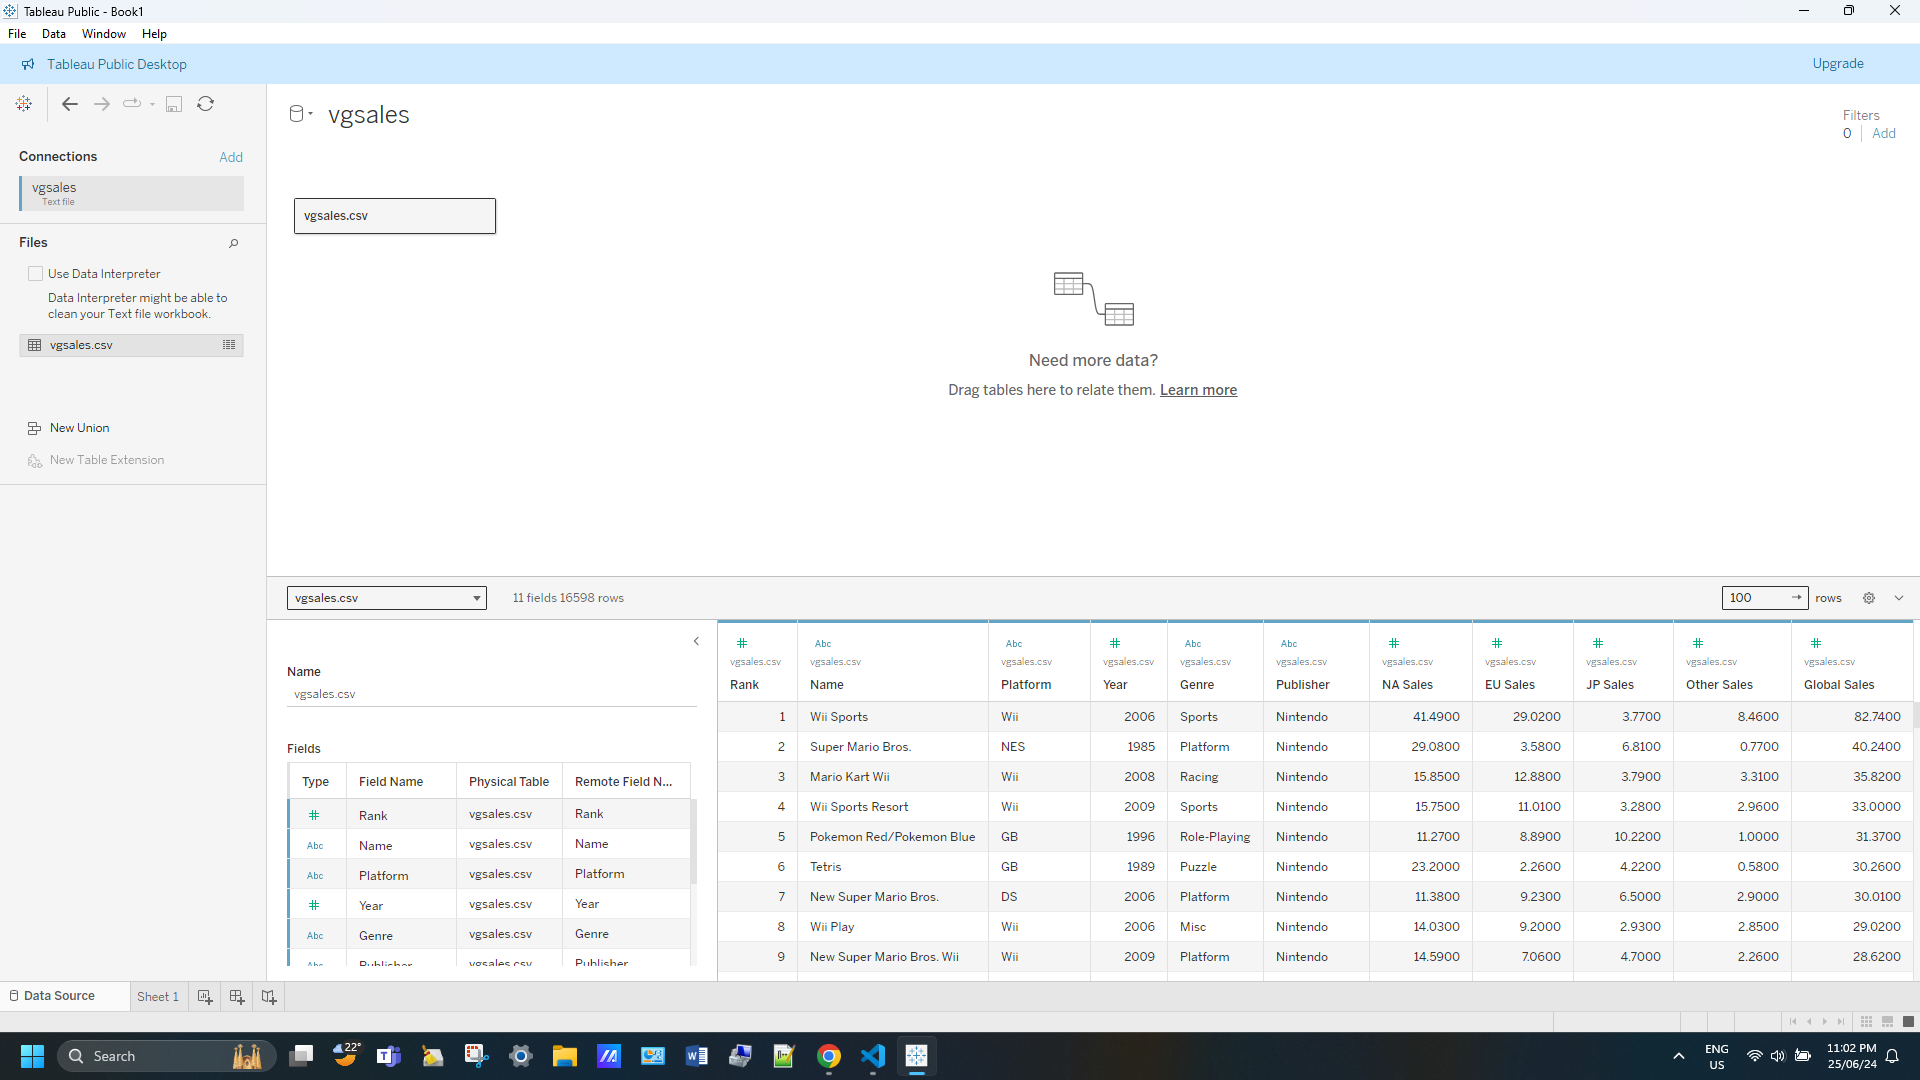 Tableau Public - Book1
File Data Window Help
Tableau Public Desktop Upgrade
Connections Add
vgsales
Text file
Files
Use Data Interpreter
Data Interpreter might be able to
clean your Text file workbook.
vgsales.csv
New Union
New Table Extension
vgsales
Filters
0 Add
vgsales.csv
Need more data?
Drag tables here to relate them. Learn more
vgsales.csv 11 fields 16598 rows 100 rows
Name
vgsales.csv
Fields
Type Field Name Physical Table Remote Field N...
# Rank vgsales.csv Rank
Abc Name vgsales.csv Name
Abc Platform vgsales.csv Platform
# Year vgsales.csv Year
Abc Genre vgsales.csv Genre
Abc Publisher vgsales.csv Publisher
# Abc Abc # Abc Abc # # # # #
vgsales.csv vgsales.csv vgsales.csv vgsales.csv vgsales.csv vgsales.csv vgsales.csv vgsales.csv vgsales.csv vgsales.csv vgsales.csv
Rank Name Platform Year Genre Publisher NA Sales EU Sales JP Sales Other Sales Global Sales
1 Wii Sports Wii 2006 Sports Nintendo 41.4900 29.0200 3.7700 8.4600 82.7400
2 Super Mario Bros. NES 1985 Platform Nintendo 29.0800 3.5800 6.8100 0.7700 40.2400
3 Mario Kart Wii Wii 2008 Racing Nintendo 15.8500 12.8800 3.7900 3.3100 35.8200
4 Wii Sports Resort Wii 2009 Sports Nintendo 15.7500 11.0100 3.2800 2.9600 33.0000
5 Pokemon Red/Pokemon Blue GB 1996 Role-Playing Nintendo 11.2700 8.8900 10.2200 1.0000 31.3700
6 Tetris GB 1989 Puzzle Nintendo 23.2000 2.2600 4.2200 0.5800 30.2600
7 New Super Mario Bros. DS 2006 Platform Nintendo 11.3800 9.2300 6.5000 2.9000 30.0100
8 Wii Play Wii 2006 Misc Nintendo 14.0300 9.2000 2.9300 2.8500 29.0200
9 New Super Mario Bros. Wii Wii 2009 Platform Nintendo 14.5900 7.0600 4.7000 2.2600 28.6200
Data Source Sheet 1
Search 22° ENG
US
11:02 PM
25/06/24